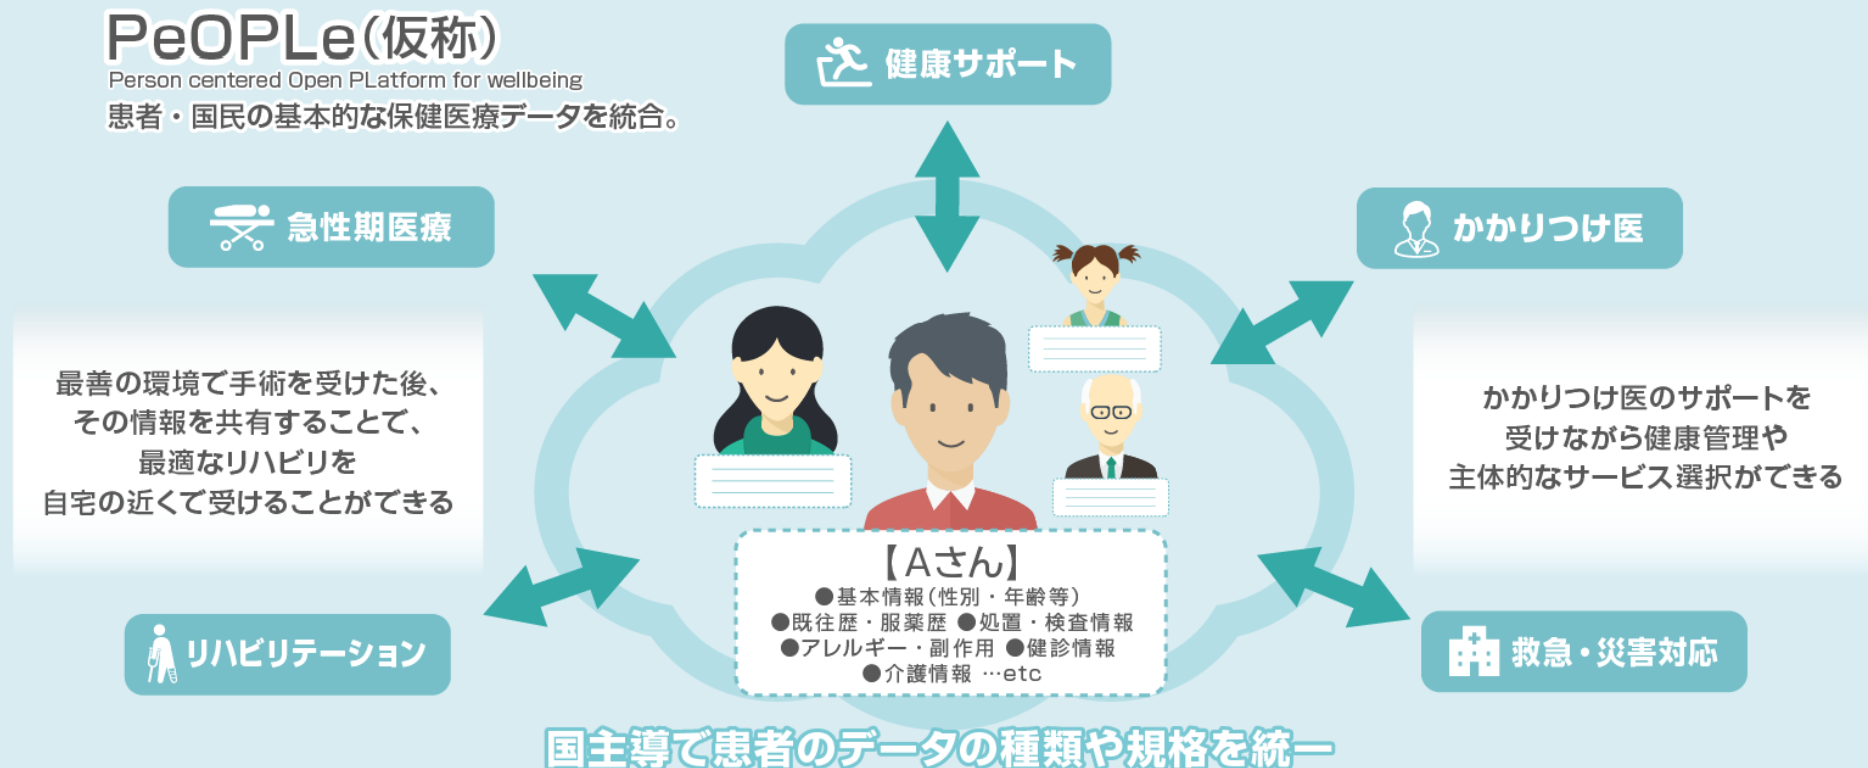 PeOPLe(仮称)
Person centered Open PLatform for wellbeing
患者・国民の基本的な保健医療データを統合。
健康サポート
急性期医療
かかりつけ医
最善の環境で手術を受けた後、
その情報を共有することで、
最適なリハビリを
自宅の近くで受けることができる
かかりつけ医のサポートを
受けながら健康管理や
主体的なサービス選択ができる
【Aさん】
●基本情報(性別・年齢等)
●既往歴・服薬歴 ●処置・検査情報
●アレルギー・副作用 ●健診情報
●介護情報 …etc
リハビリテーション
救急・災害対応
国主導で患者のデータの種類や規格を統一